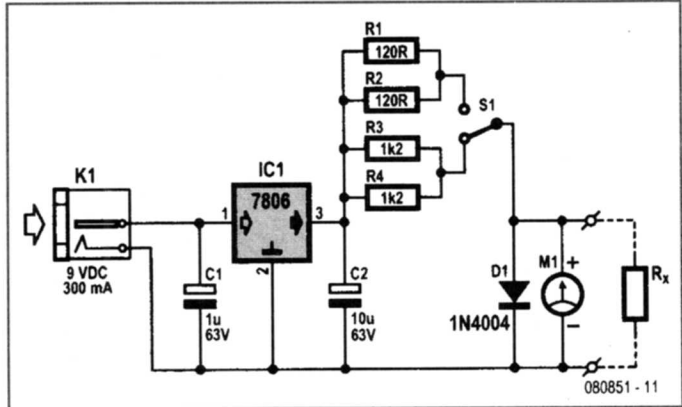 R1
120R
R2
120R
S1
R3
1k2
R4
1k2
K1
9 VDC
300 mA
IC1
7806
1
3
2
C1
1u
63V
C2
10u
63V
D1
1N4004
M1
+
−
Rx
080851 - 11